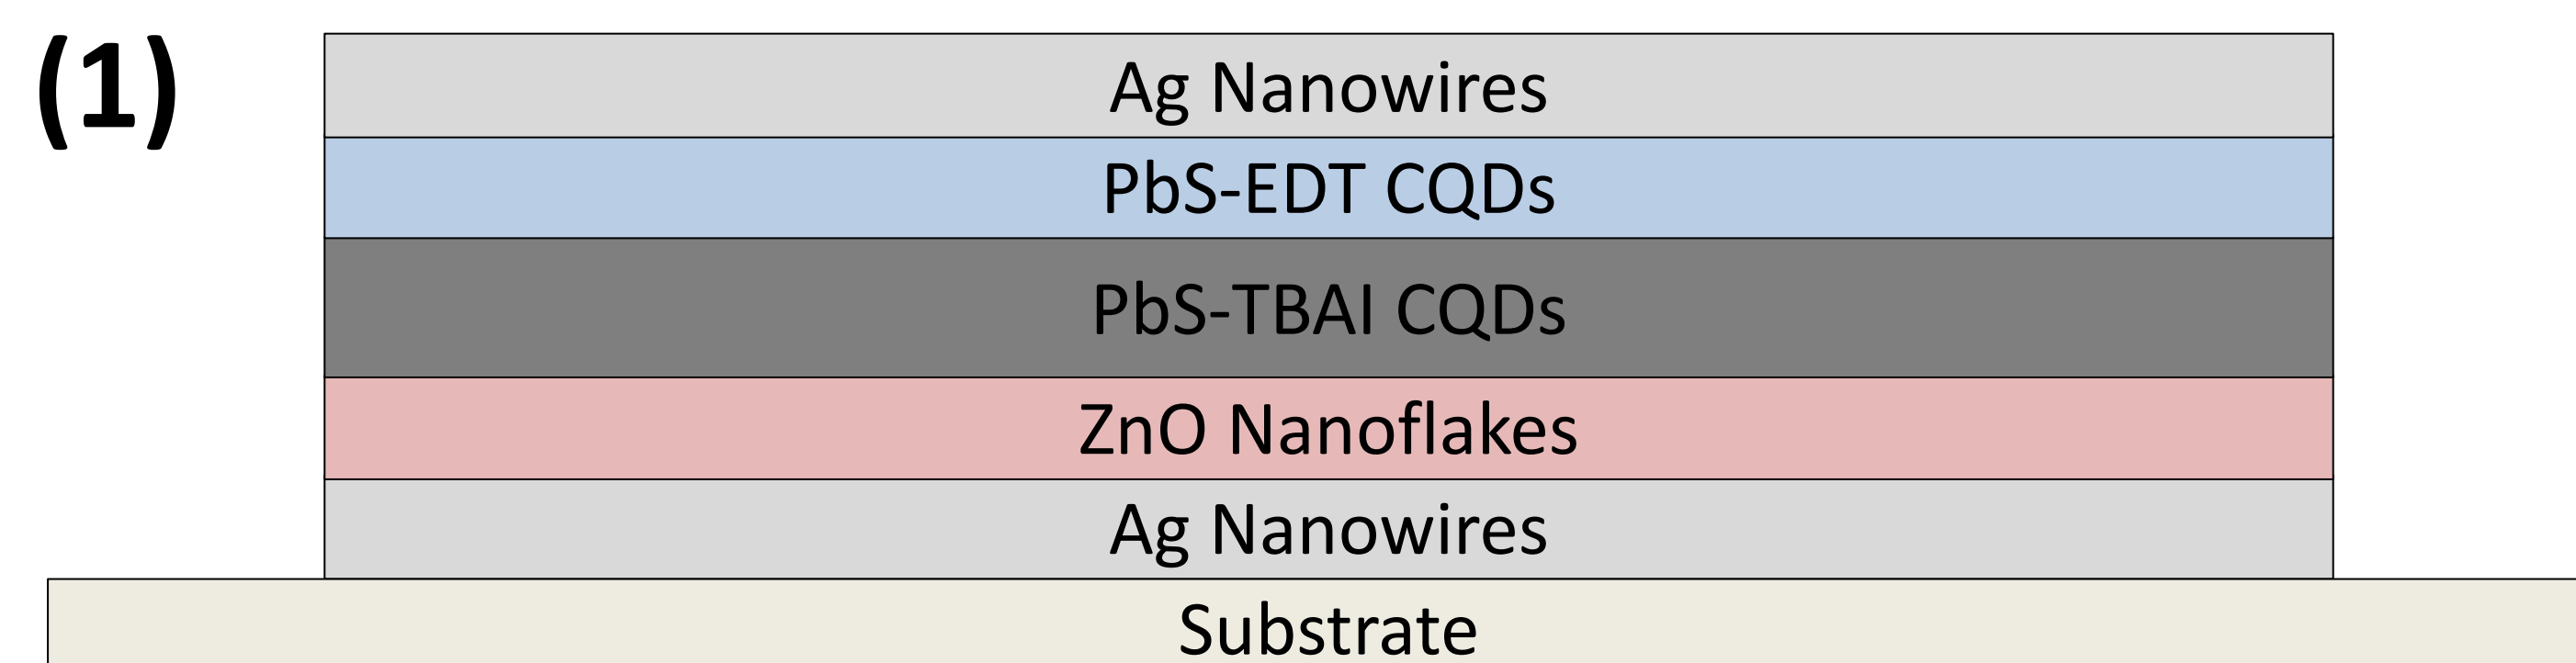 (1)
Ag Nanowires
PbS-EDT CQDs
PbS-TBAI CQDs
ZnO Nanoflakes
Ag Nanowires
Substrate